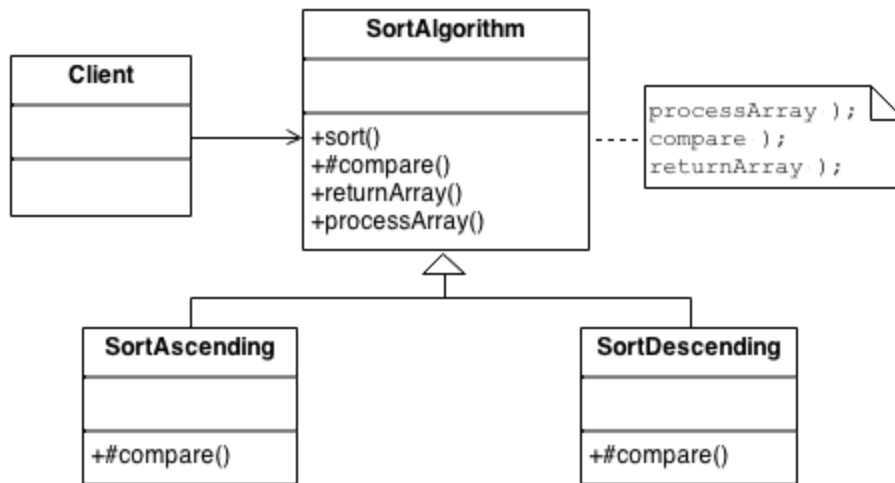 SortAlgorithm
Client
+sort()
+#compare()
+returnArray()
+processArray()
processArray );
compare );
returnArray );
SortAscending
+#compare()
SortDescending
+#compare()